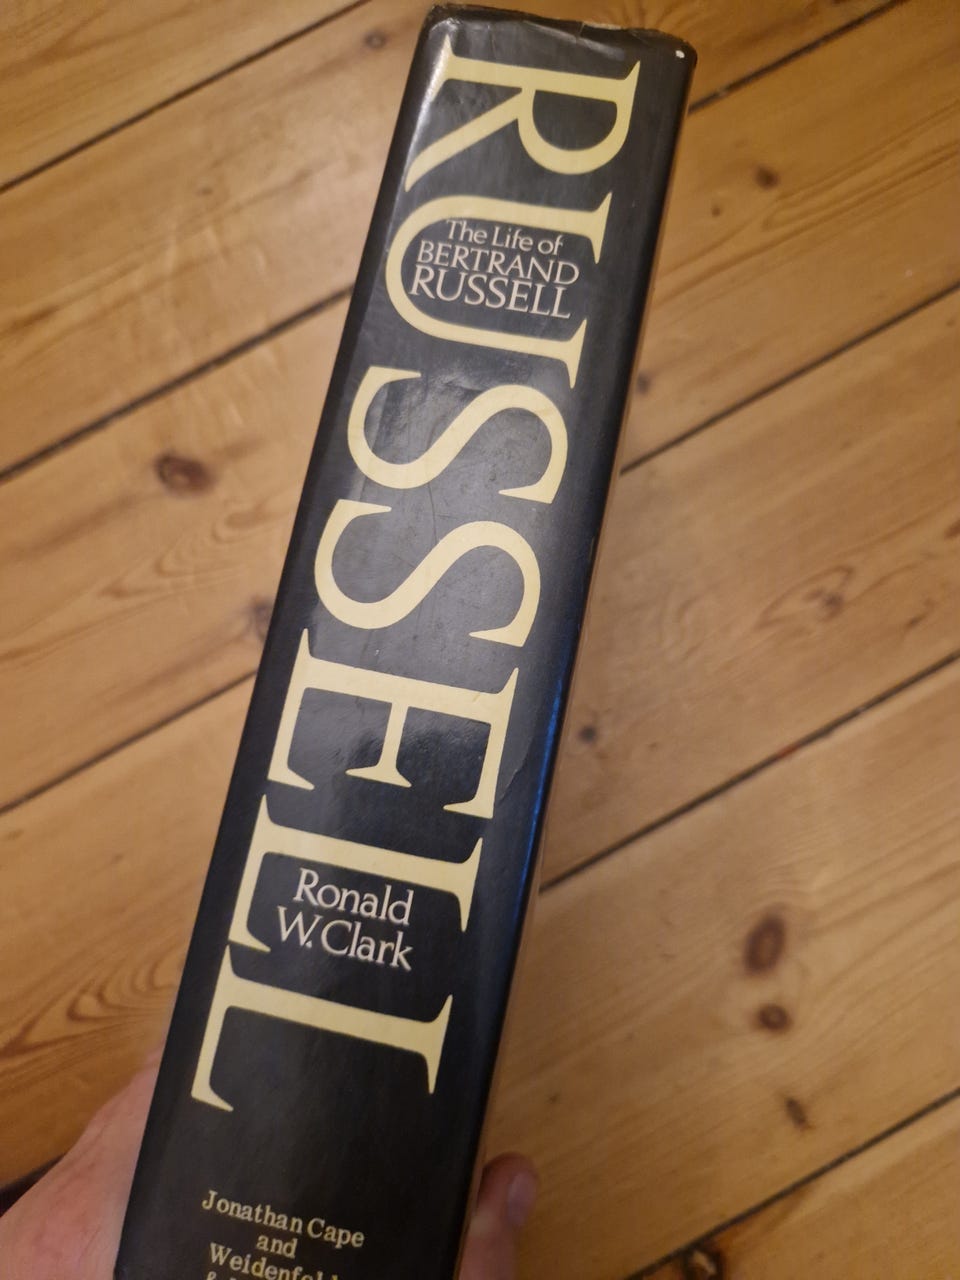 RUSSELL
The Life of
BERTRAND
RUSSELL
Ronald
W. Clark
Jonathan Cape
and